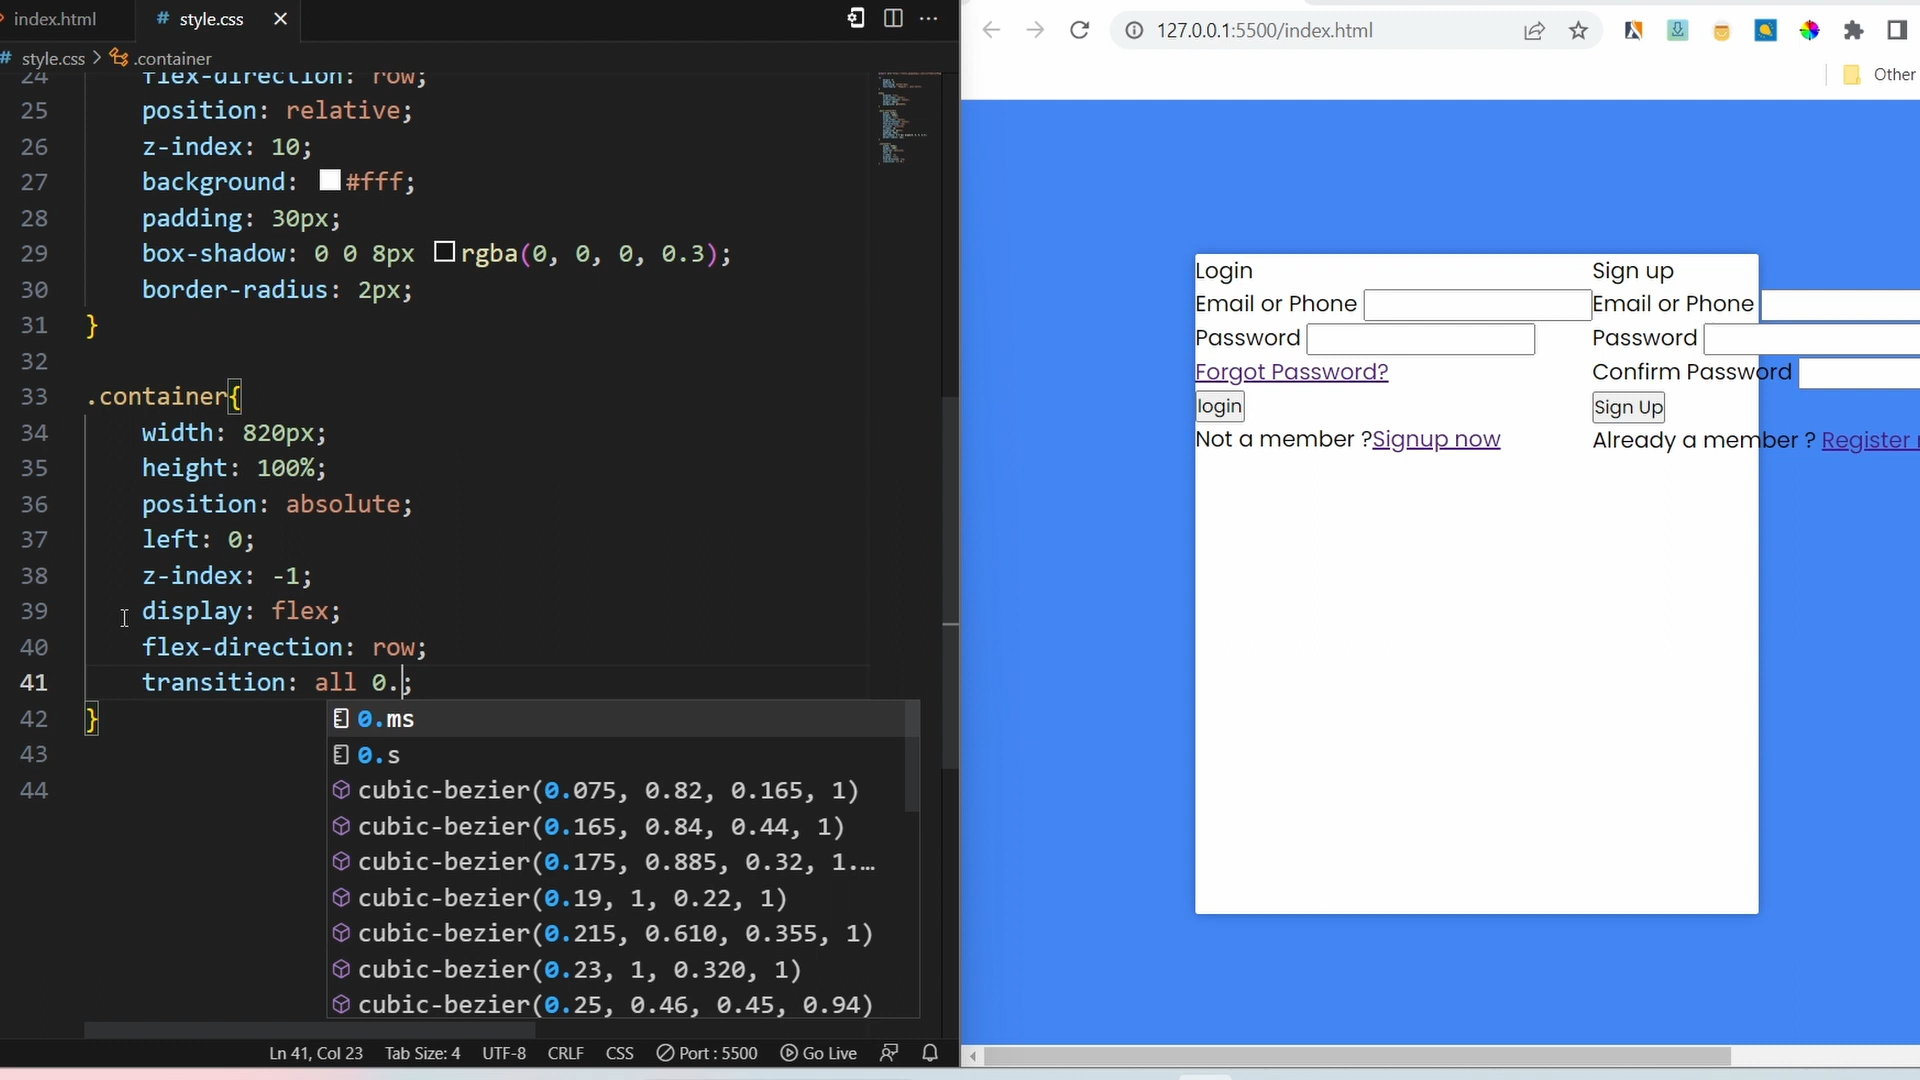 index.html
# style.css
127.0.0.1:5500/index.html
Other
# style.css > .container
24 flex-direction: row;
25 position: relative;
26 z-index: 10;
27 background: #fff;
28 padding: 30px;
29 box-shadow: 0 0 8px rgba(0, 0, 0, 0.3);
30 border-radius: 2px;
31 }
32
33 .container{
34 width: 820px;
35 height: 100%;
36 position: absolute;
37 left: 0;
38 z-index: -1;
39 display: flex;
40 flex-direction: row;
41 transition: all 0.;
42 }
43
44
0.ms
0.s
cubic-bezier(0.075, 0.82, 0.165, 1)
cubic-bezier(0.165, 0.84, 0.44, 1)
cubic-bezier(0.175, 0.885, 0.32, 1.…
cubic-bezier(0.19, 1, 0.22, 1)
cubic-bezier(0.215, 0.610, 0.355, 1)
cubic-bezier(0.23, 1, 0.320, 1)
cubic-bezier(0.25, 0.46, 0.45, 0.94)
Ln 41, Col 23 Tab Size: 4 UTF-8 CRLF CSS Port : 5500 Go Live
Login
Email or Phone
Password
Forgot Password?
login
Not a member ?Signup now
Sign up
Email or Phone
Password
Confirm Password
Sign Up
Already a member ? Register